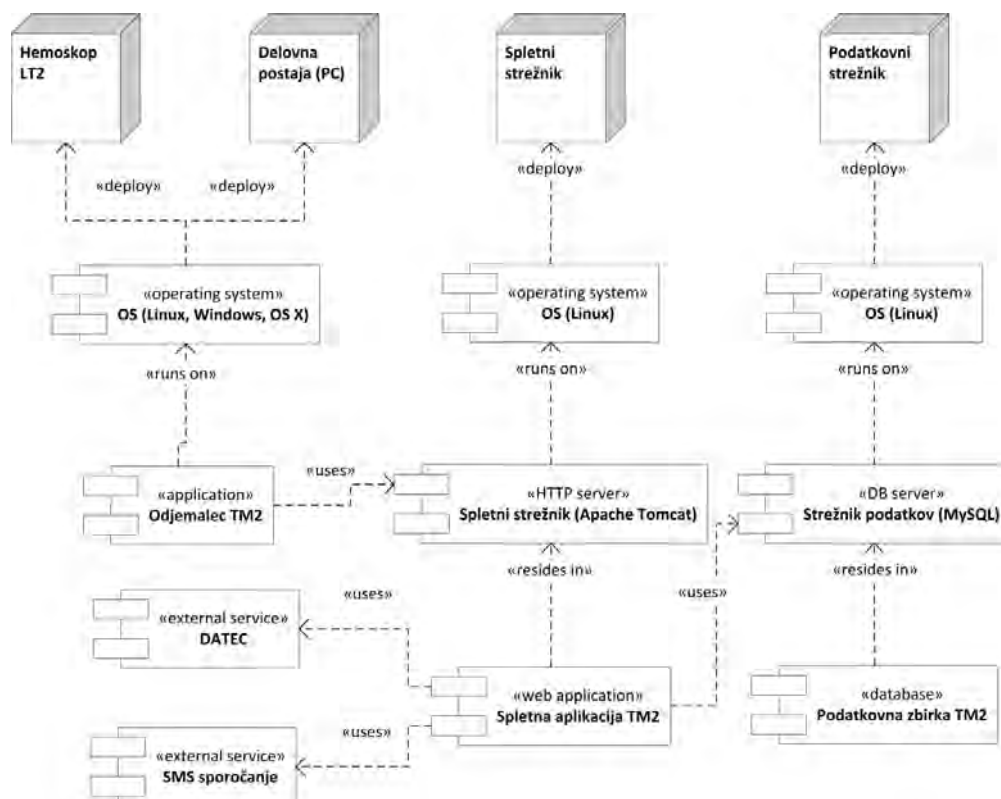 Hemoskop
LT2
Delovna
postaja (PC)
Spletni
strežnik
Podatkovni
strežnik
«deploy»
«deploy»
«deploy»
«deploy»
«operating system»
OS (Linux, Windows, OS X)
«operating system»
OS (Linux)
«operating system»
OS (Linux)
«runs on»
«runs on»
«runs on»
«application»
Odjemalec TM2
«uses»
«HTTP server»
Spletni strežnik (Apache Tomcat)
«DB server»
Strežnik podatkov (MySQL)
«resides in»
«resides in»
«uses»
«uses»
«external service»
DATEC
«web application»
Spletna aplikacija TM2
«database»
Podatkovna zbirka TM2
«uses»
«external service»
SMS sporočanje